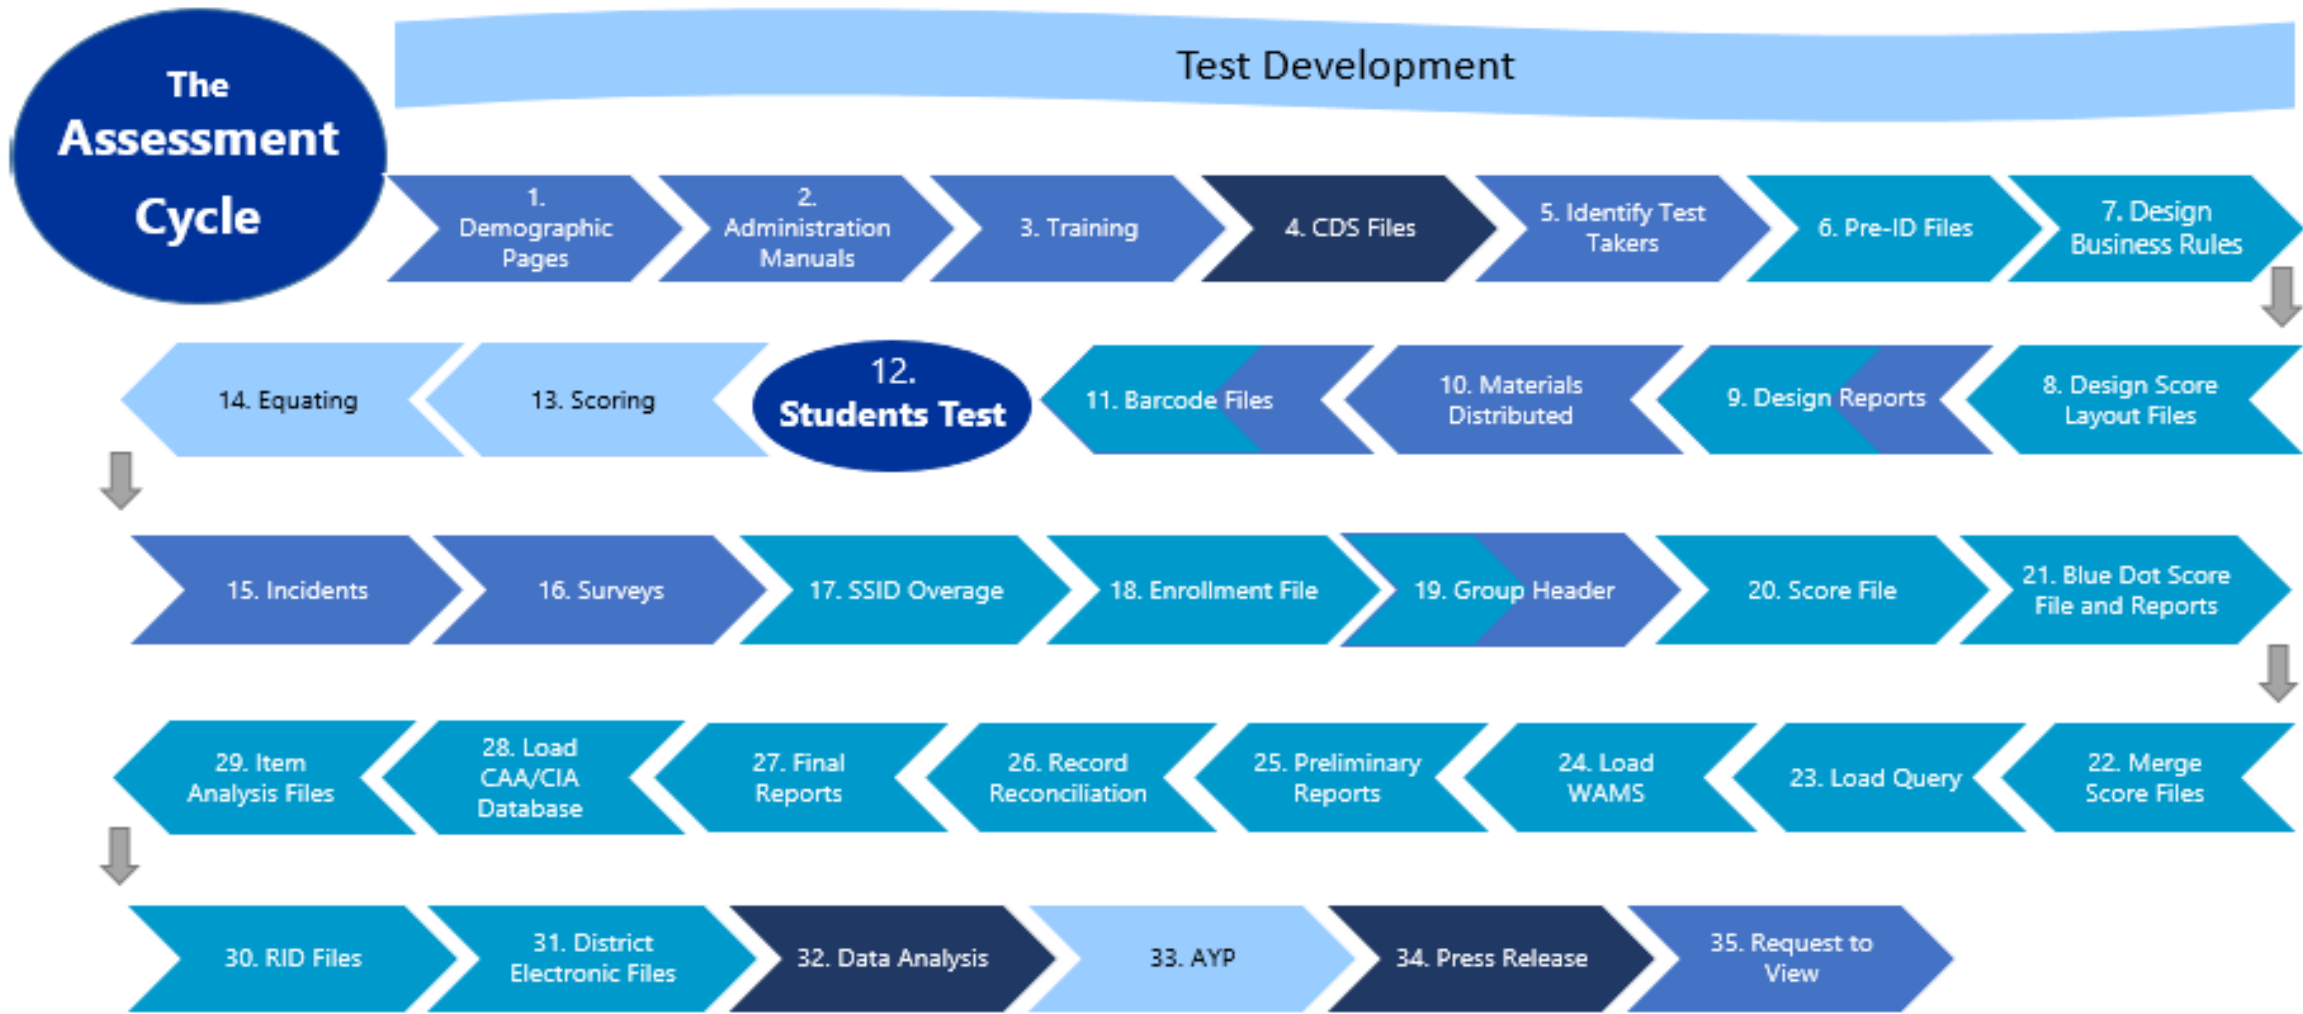 The
Assessment
Cycle
Test Development
1.
Demographic
Pages
2.
Administration
Manuals
3. Training
4. CDS Files
5. Identify Test
Takers
6. Pre-ID Files
7. Design
Business Rules
8. Design Score
Layout Files
9. Design Reports
10. Materials
Distributed
11. Barcode Files
12.
Students Test
13. Scoring
14. Equating
15. Incidents
16. Surveys
17. SSID Overage
18. Enrollment File
19. Group Header
20. Score File
21. Blue Dot Score
File and Reports
22. Merge
Score Files
23. Load Query
24. Load
WAMS
25. Preliminary
Reports
26. Record
Reconciliation
27. Final
Reports
28. Load
CAA/CIA
Database
29. Item
Analysis Files
30. RID Files
31. District
Electronic Files
32. Data Analysis
33. AYP
34. Press Release
35. Request to
View